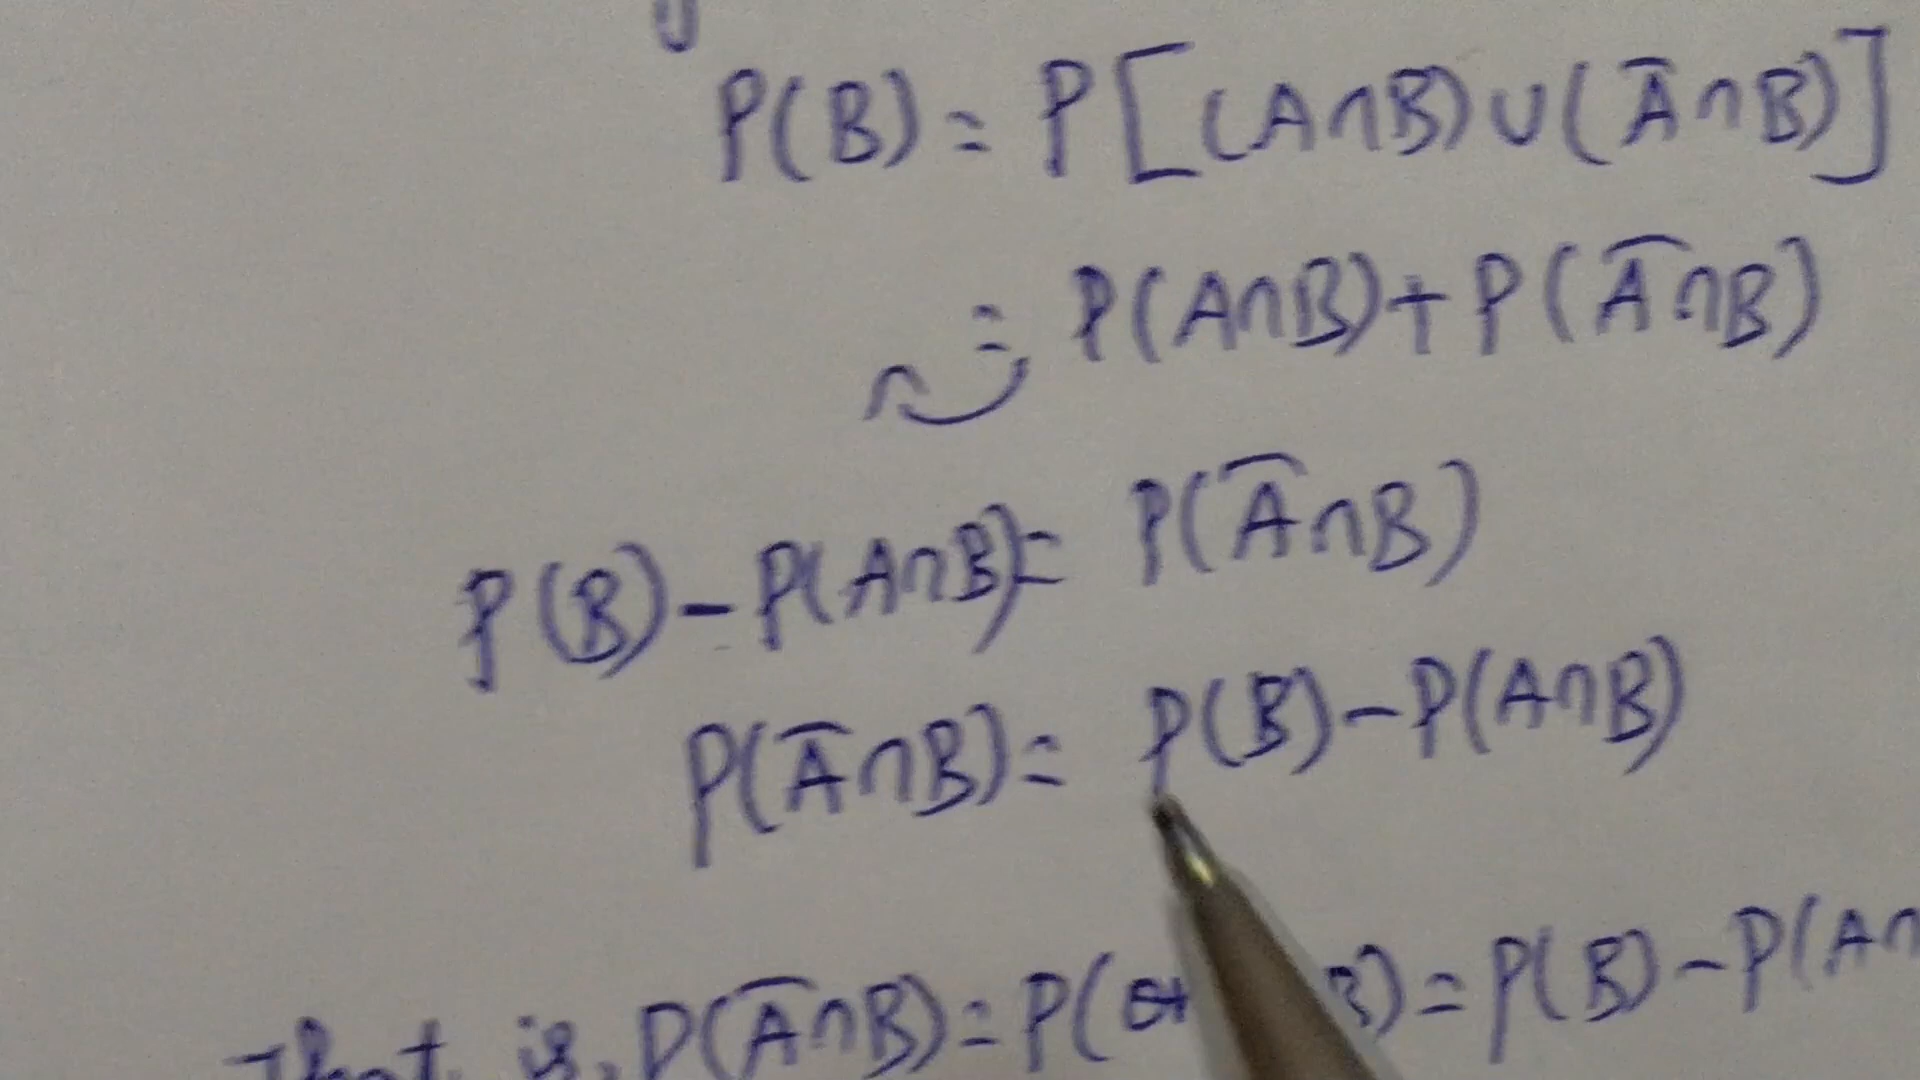 P(B) = P[(A∩B)∪(A̅∩B)]
= P(A∩B)+P(A̅∩B)
P(B)-P(A∩B)= P(A̅∩B)
P(A̅∩B)= P(B)-P(A∩B)
That is, P(A̅∩B)=P( B)=P(B)-P(A∩